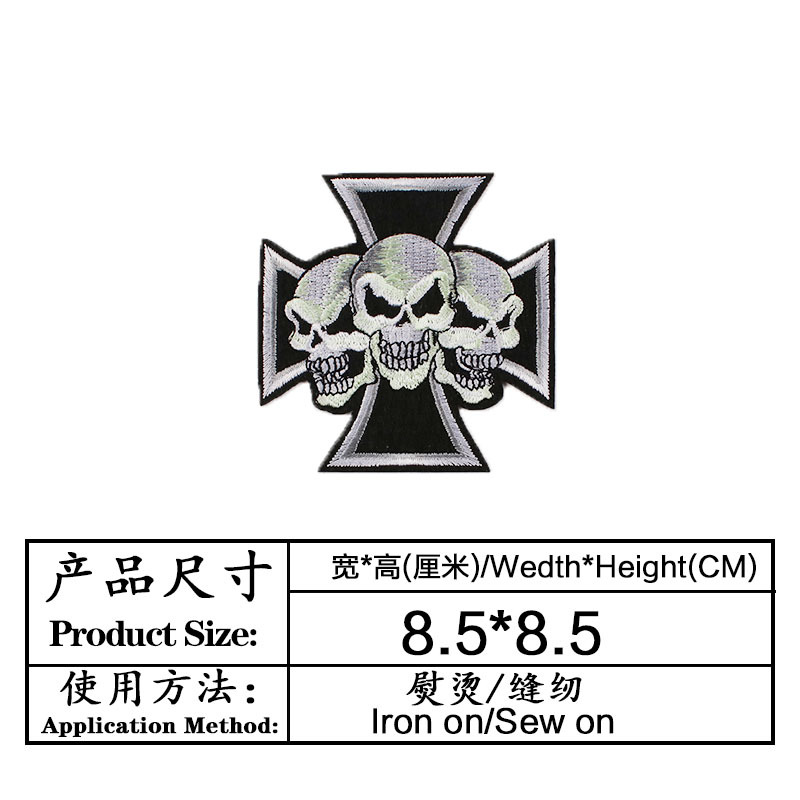 产品尺寸
Product Size:
宽*高(厘米)/Wedth*Height(CM)
8.5*8.5
使用方法：
Application Method:
熨烫/缝纫
Iron on/Sew on